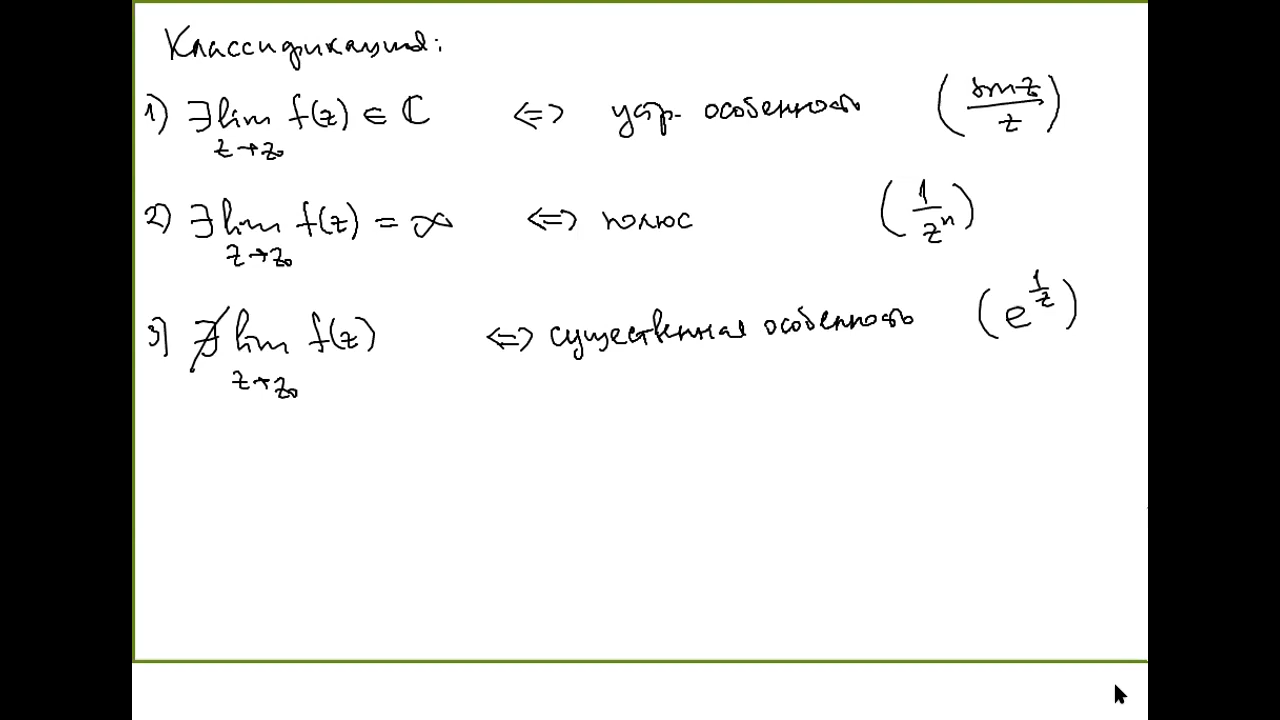 Классификация:
1) ∃ lim f(z) ∈ ℂ ⇔ устр. особенность (sin z / z)
z→z₀
2) ∃ lim f(z) = ∞ ⇔ полюс (1/zⁿ)
z→z₀
3) ∄ lim f(z) ⇔ существенная особенность (e^{1/z})
z→z₀